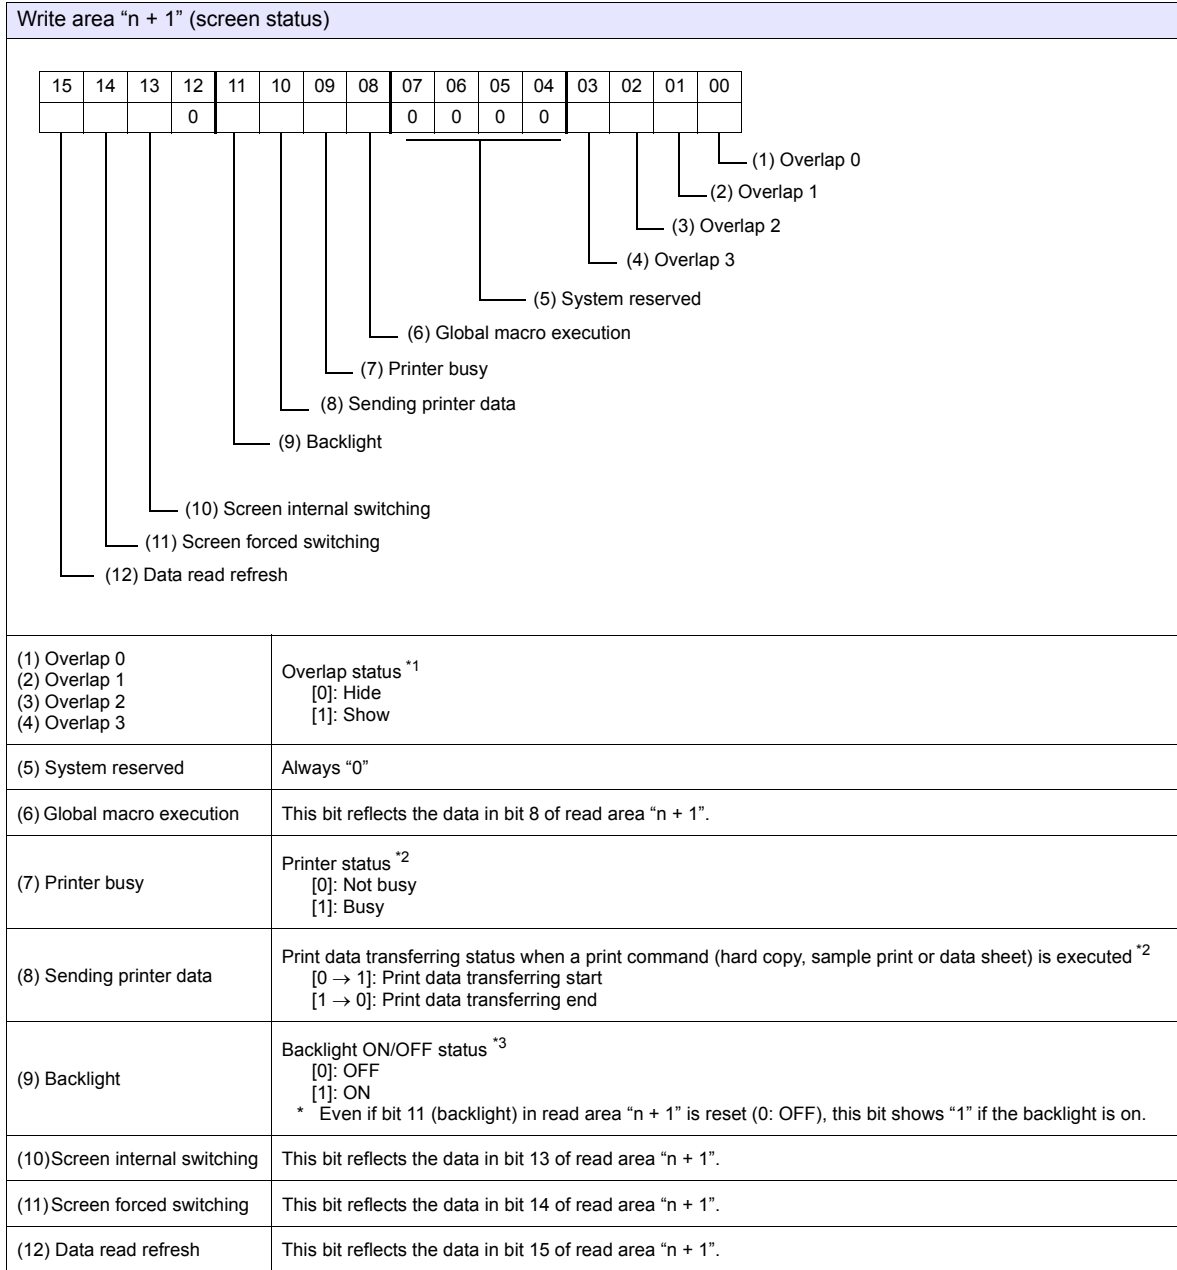 Write area “n + 1” (screen status)
15 14 13 12 11 10 09 08 07 06 05 04 03 02 01 00
0 0 0 0 0
(1) Overlap 0
(2) Overlap 1
(3) Overlap 2
(4) Overlap 3
(5) System reserved
(6) Global macro execution
(7) Printer busy
(8) Sending printer data
(9) Backlight
(10) Screen internal switching
(11) Screen forced switching
(12) Data read refresh
(1) Overlap 0
(2) Overlap 1
(3) Overlap 2
(4) Overlap 3
Overlap status *1
[0]: Hide
[1]: Show
(5) System reserved
Always “0”
(6) Global macro execution
This bit reflects the data in bit 8 of read area “n + 1”.
(7) Printer busy
Printer status *2
[0]: Not busy
[1]: Busy
(8) Sending printer data
Print data transferring status when a print command (hard copy, sample print or data sheet) is executed *2
[0 → 1]: Print data transferring start
[1 → 0]: Print data transferring end
(9) Backlight
Backlight ON/OFF status *3
[0]: OFF
[1]: ON
* Even if bit 11 (backlight) in read area “n + 1” is reset (0: OFF), this bit shows “1” if the backlight is on.
(10) Screen internal switching
This bit reflects the data in bit 13 of read area “n + 1”.
(11) Screen forced switching
This bit reflects the data in bit 14 of read area “n + 1”.
(12) Data read refresh
This bit reflects the data in bit 15 of read area “n + 1”.